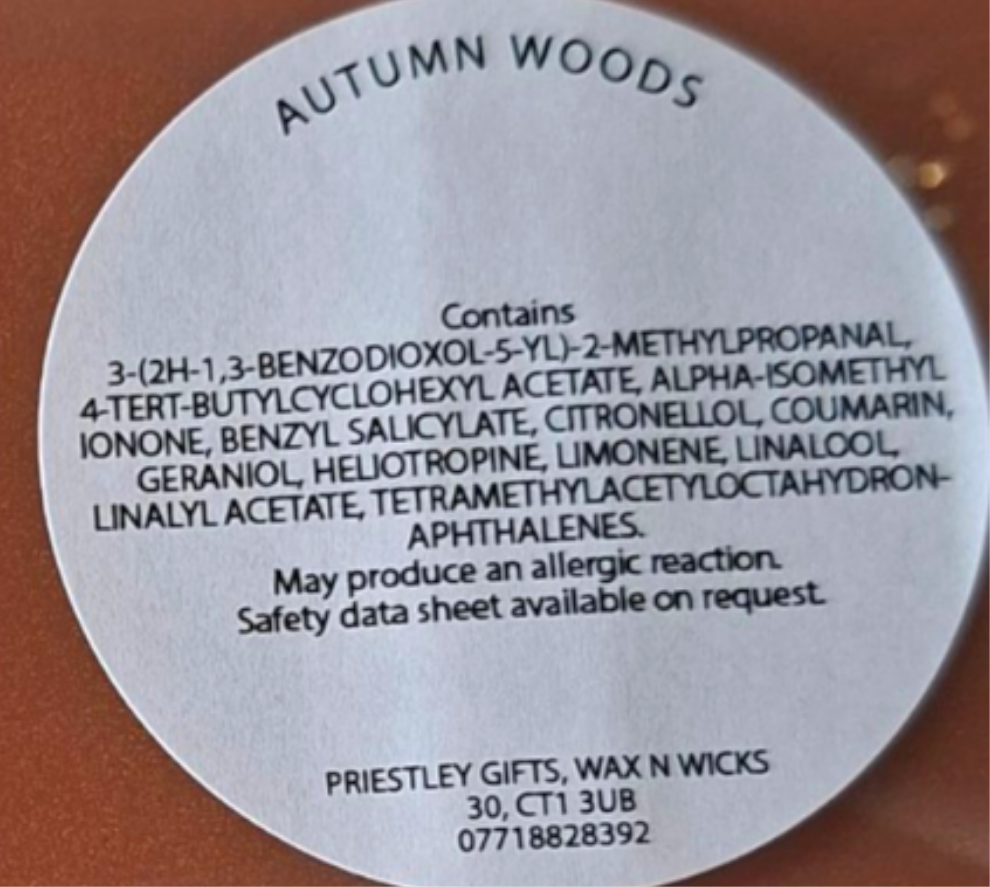 AUTUMN WOODS
Contains
3-(2H-1,3-BENZODIOXOL-5-YL)-2-METHYLPROPANAL,
4-TERT-BUTYLCYCLOHEXYL ACETATE, ALPHA-ISOMETHYL
IONONE, BENZYL SALICYLATE, CITRONELLOL, COUMARIN,
GERANIOL, HELIOTROPINE, LIMONENE, LINALOOL,
LINALYL ACETATE, TETRAMETHYLACETYLOCTAHYDRON-
APHTHALENES.
May produce an allergic reaction.
Safety data sheet available on request.
PRIESTLEY GIFTS, WAX N WICKS
30, CT1 3UB
07718828392